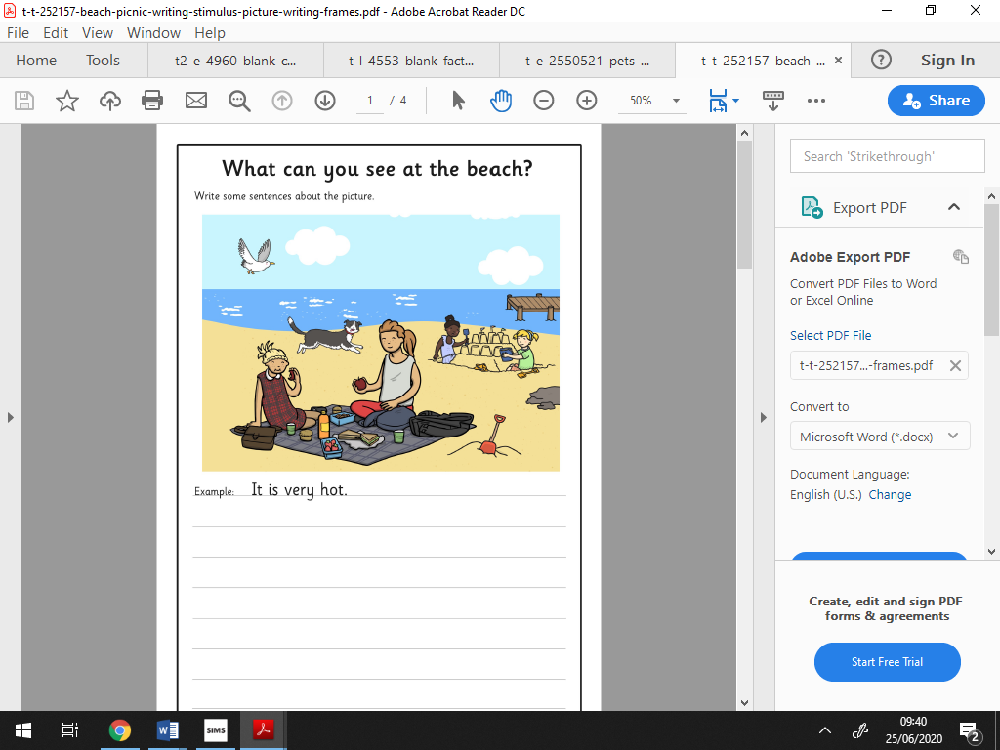 t-t-252157-beach-picnic-writing-stimulus-picture-writing-frames.pdf - Adobe Acrobat Reader DC
File Edit View Window Help
Home Tools t2-e-4960-blank-c... t-l-4553-blank-fact... t-e-2550521-pets-... t-t-252157-beach-... Sign In
1 / 4 50% Share
What can you see at the beach?
Write some sentences about the picture.
Example: It is very hot.
Search 'Strikethrough'
Export PDF
Adobe Export PDF
Convert PDF Files to Word
or Excel Online
Select PDF File
t-t-252157...-frames.pdf
Convert to
Microsoft Word (*.docx)
Document Language:
English (U.S.) Change
Create, edit and sign PDF
forms & agreements
Start Free Trial
SIMS
09:40
25/06/2020
2